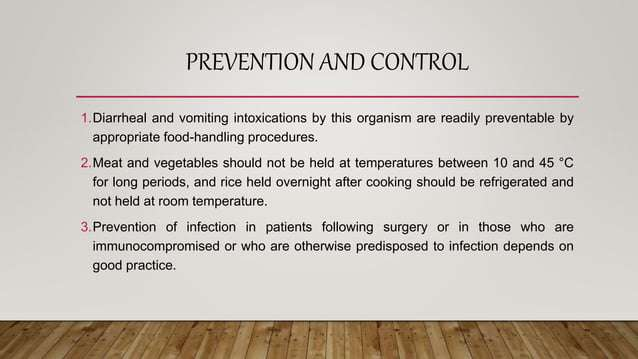 PREVENTION AND CONTROL
1.Diarrheal and vomiting intoxications by this organism are readily preventable by
appropriate food-handling procedures.
2.Meat and vegetables should not be held at temperatures between 10 and 45 °C
for long periods, and rice held overnight after cooking should be refrigerated and
not held at room temperature.
3.Prevention of infection in patients following surgery or in those who are
immunocompromised or who are otherwise predisposed to infection depends on
good practice.